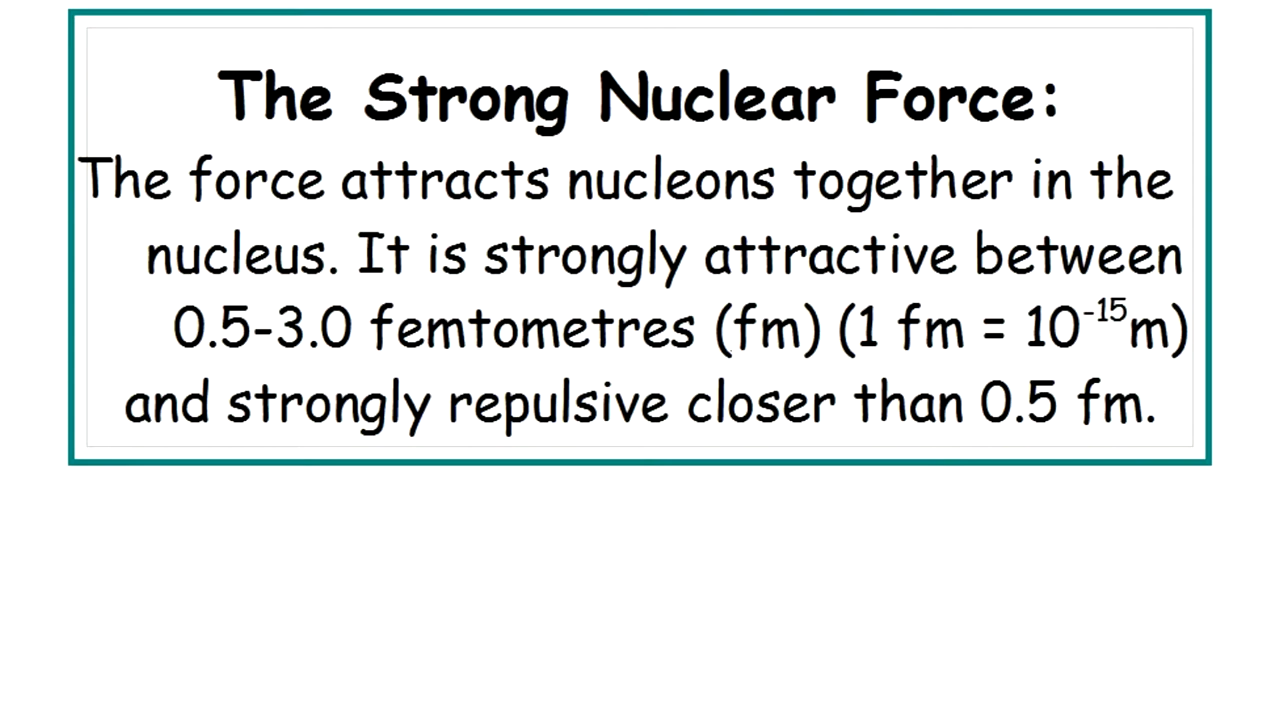 The Strong Nuclear Force:
The force attracts nucleons together in the
nucleus. It is strongly attractive between
0.5-3.0 femtometres (fm) (1 fm = 10⁻¹⁵m)
and strongly repulsive closer than 0.5 fm.